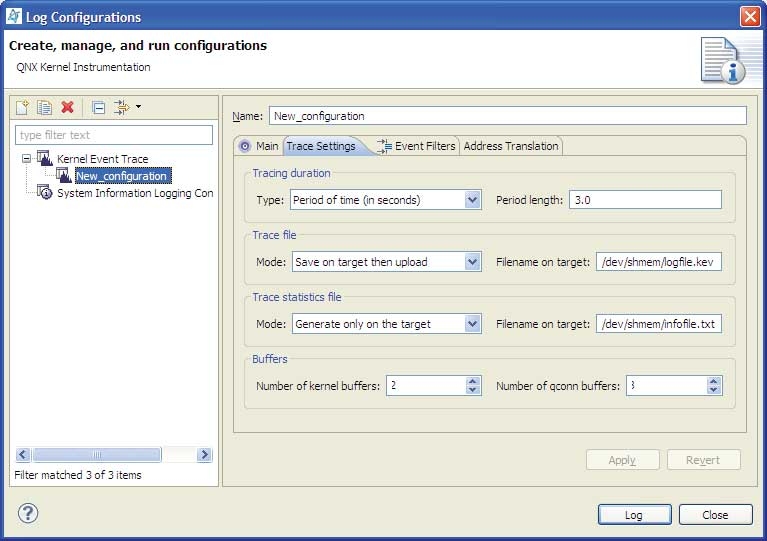 Log Configurations
Create, manage, and run configurations
QNX Kernel Instrumentation
type filter text
Kernel Event Trace
New_configuration
System Information Logging Con
Filter matched 3 of 3 items
Name: New_configuration
Main Trace Settings Event Filters Address Translation
Tracing duration
Type: Period of time (in seconds) Period length: 3.0
Trace file
Mode: Save on target then upload Filename on target: /dev/shmem/logfile.kev
Trace statistics file
Mode: Generate only on the target Filename on target: /dev/shmem/infofile.txt
Buffers
Number of kernel buffers: 2 Number of qconn buffers: 3
Apply Revert
? Log Close